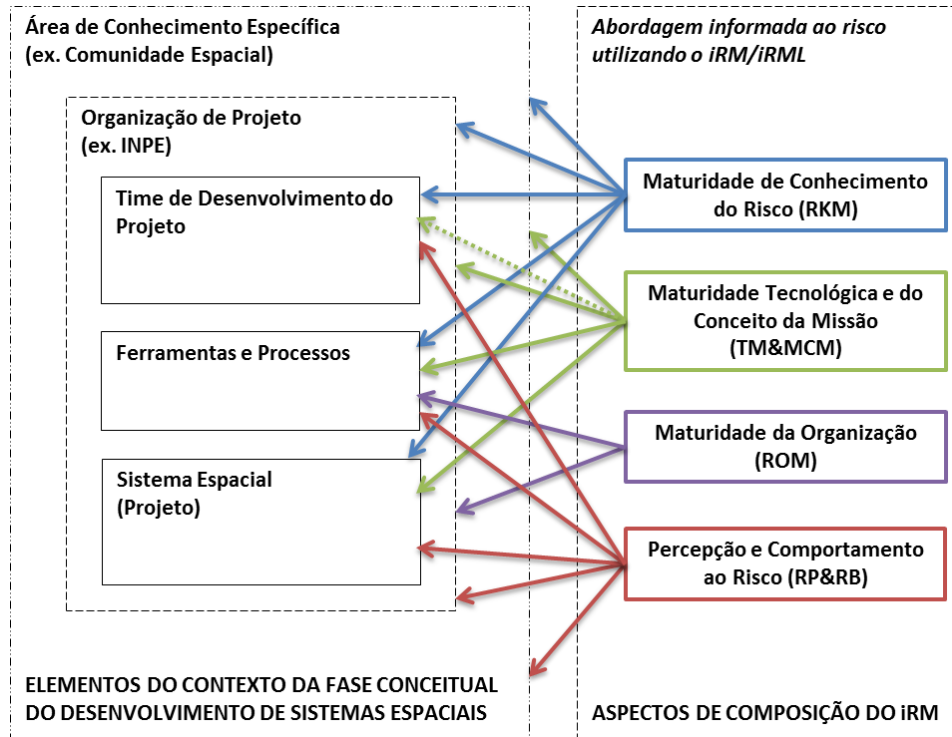 Área de Conhecimento Específica
(ex. Comunidade Espacial)
Organização de Projeto
(ex. INPE)
Time de Desenvolvimento do
Projeto
Ferramentas e Processos
Sistema Espacial
(Projeto)
ELEMENTOS DO CONTEXTO DA FASE CONCEITUAL
DO DESENVOLVIMENTO DE SISTEMAS ESPACIAIS
Abordagem informada ao risco
utilizando o iRM/iRML
Maturidade de Conhecimento
do Risco (RKM)
Maturidade Tecnológica e do
Conceito da Missão
(TM&MCM)
Maturidade da Organização
(ROM)
Percepção e Comportamento
ao Risco (RP&RB)
ASPECTOS DE COMPOSIÇÃO DO iRM